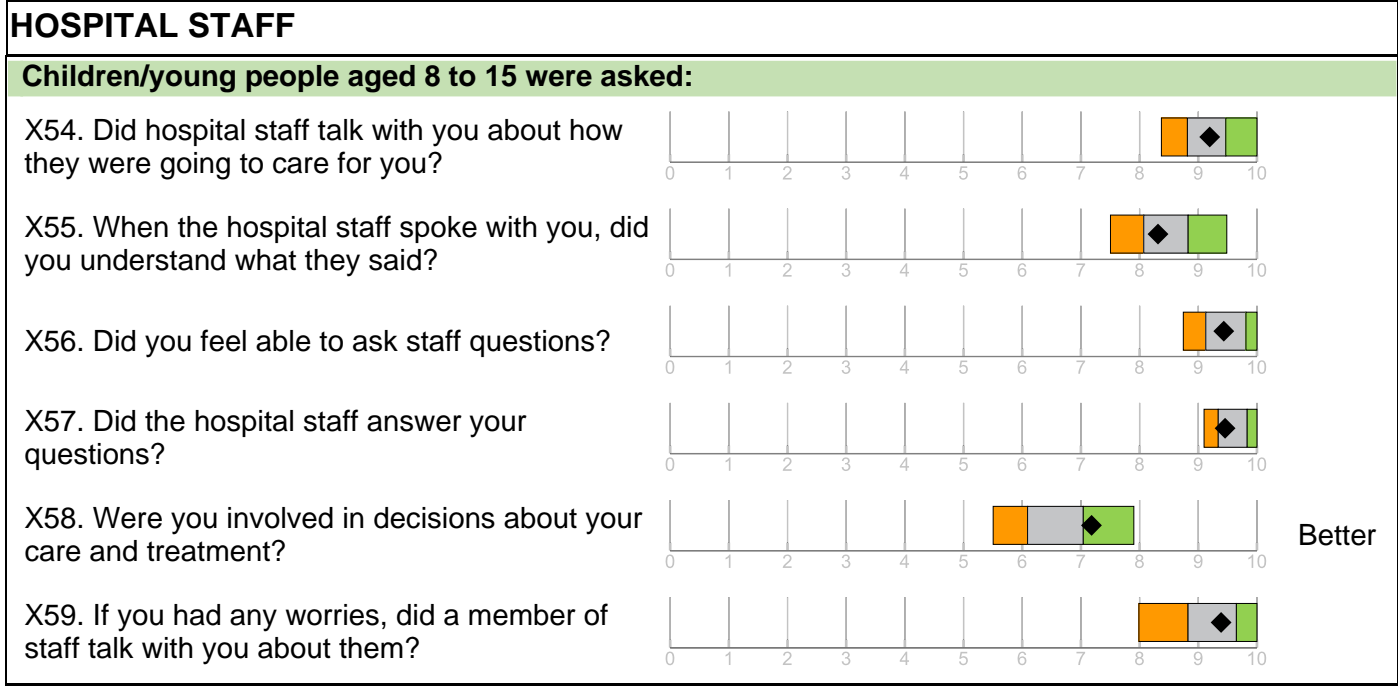 HOSPITAL STAFF
Children/young people aged 8 to 15 were asked:
X54. Did hospital staff talk with you about how
they were going to care for you?
0 1 2 3 4 5 6 7 8 9 10
X55. When the hospital staff spoke with you, did
you understand what they said?
0 1 2 3 4 5 6 7 8 9 10
X56. Did you feel able to ask staff questions?
0 1 2 3 4 5 6 7 8 9 10
X57. Did the hospital staff answer your
questions?
0 1 2 3 4 5 6 7 8 9 10
X58. Were you involved in decisions about your
care and treatment?
0 1 2 3 4 5 6 7 8 9 10
Better
X59. If you had any worries, did a member of
staff talk with you about them?
0 1 2 3 4 5 6 7 8 9 10